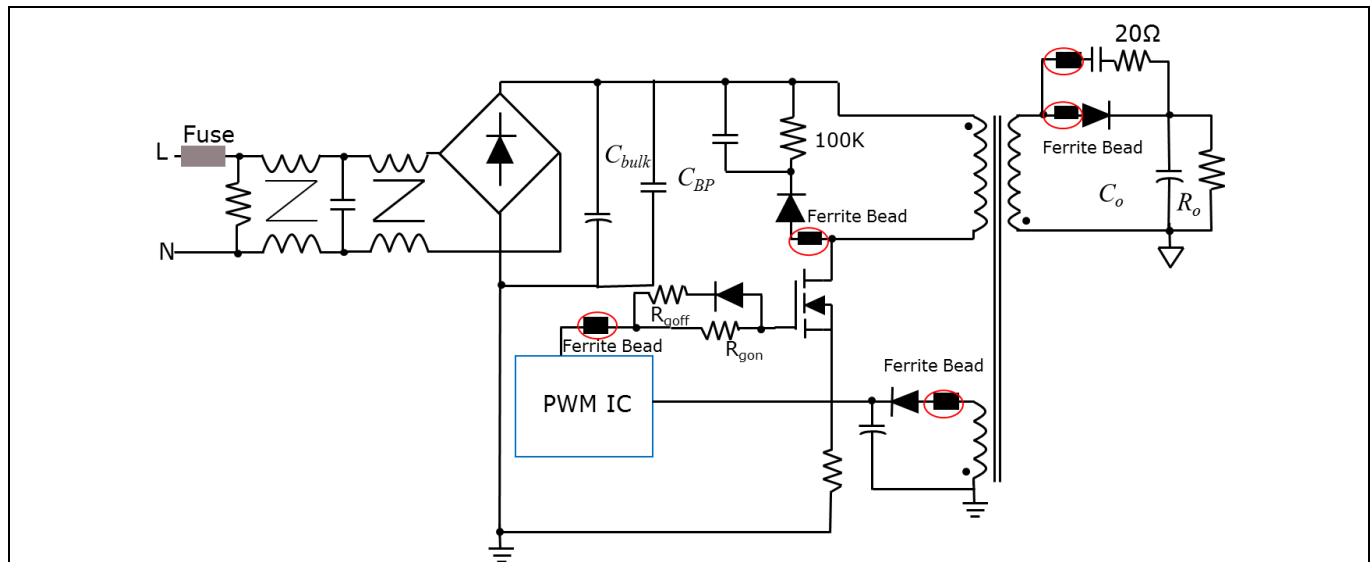 20Ω
Fuse
L
100K
C_bulk
C_BP
Ferrite Bead
C_o
R_o
N
Ferrite Bead
R_goff
R_gon
Ferrite Bead
Ferrite Bead
PWM IC